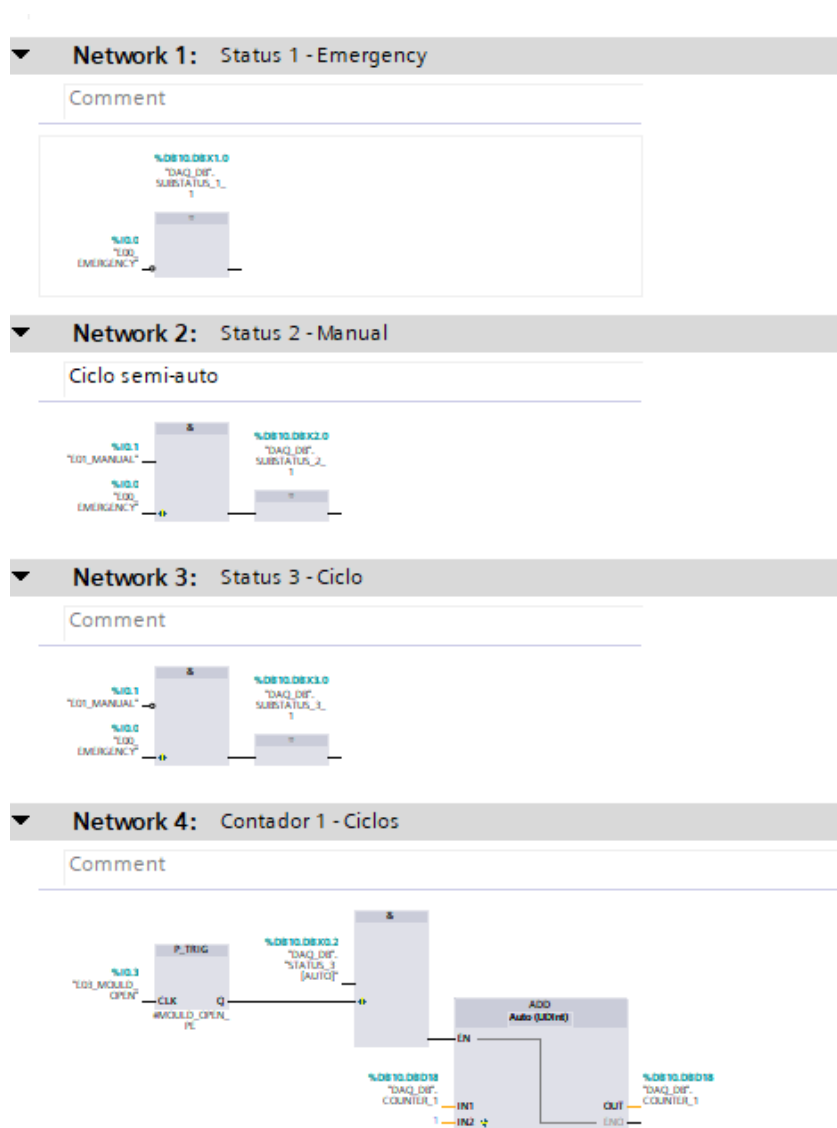 Network 1: Status 1 - Emergency
Comment
%DB10.DBX1.0
"DAQ_DB".
SUBSTATUS_1_
1
=
%I0.0
"E00_
EMERGENCY"
Network 2: Status 2 - Manual
Ciclo semi-auto
&
%I0.1
"E01_MANUAL"
%DB10.DBX2.0
"DAQ_DB".
SUBSTATUS_2_
1
%I0.0
"E00_
EMERGENCY"
=
Network 3: Status 3 - Ciclo
Comment
&
%I0.1
"E01_MANUAL"
%DB10.DBX3.0
"DAQ_DB".
SUBSTATUS_3_
1
%I0.0
"E00_
EMERGENCY"
=
Network 4: Contador 1 - Ciclos
Comment
&
P_TRIG
%DB10.DBX0.2
"DAQ_DB".
"STATUS_3
[AUTO]"
%I0.3
"E03_MOULD_
OPEN"
CLK Q
#MOULD_OPEN_
PE
ADD
Auto (UDInt)
EN
%DB10.DBD18
"DAQ_DB".
COUNTER_1
IN1
1
IN2
%DB10.DBD18
"DAQ_DB".
COUNTER_1
OUT
ENO